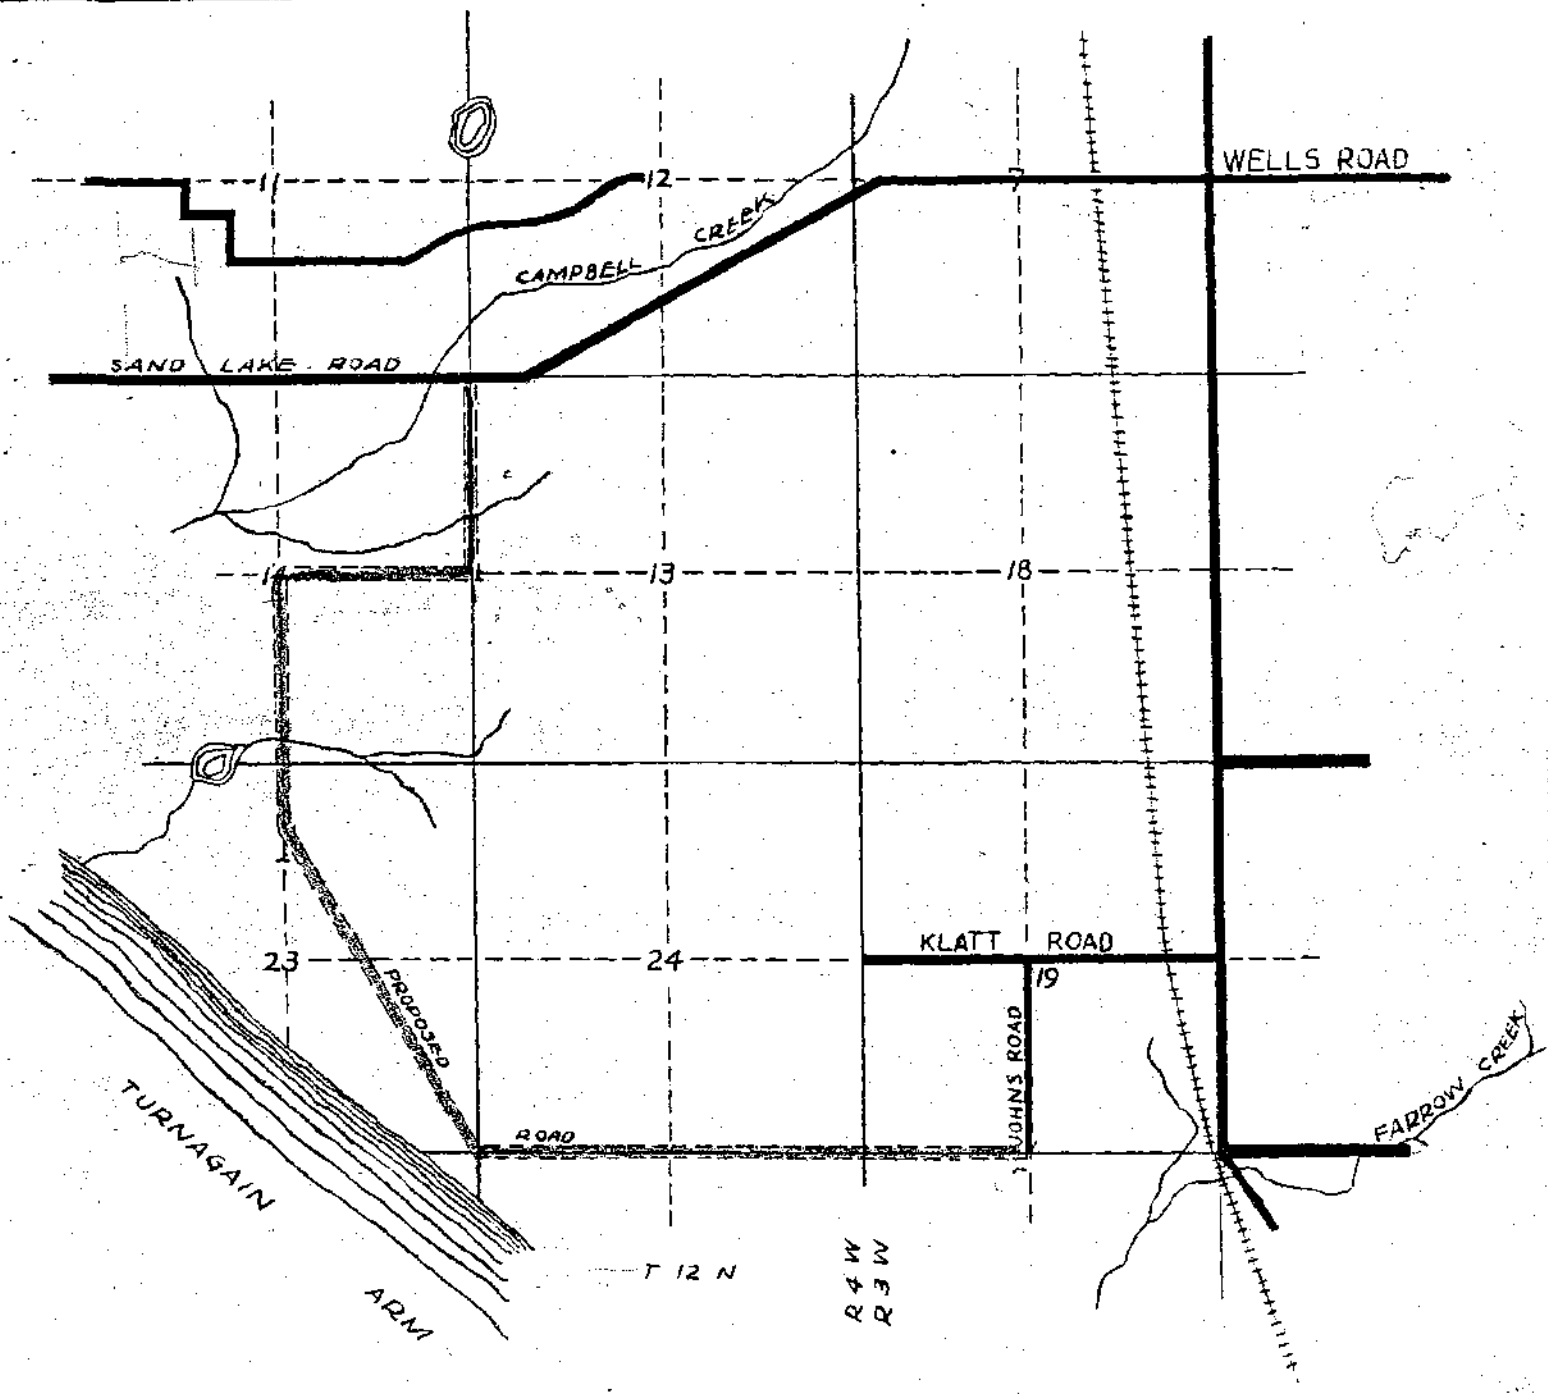 WELLS ROAD
11
12
7
CAMPBELL CREEK
SAND LAKE ROAD
14
13
18
KLATT ROAD
23
24
19
PROPOSED ROAD
JOHNS ROAD
FARROW CREEK
TURNAGAIN ARM
T 12 N
R 4 W
R 3 W